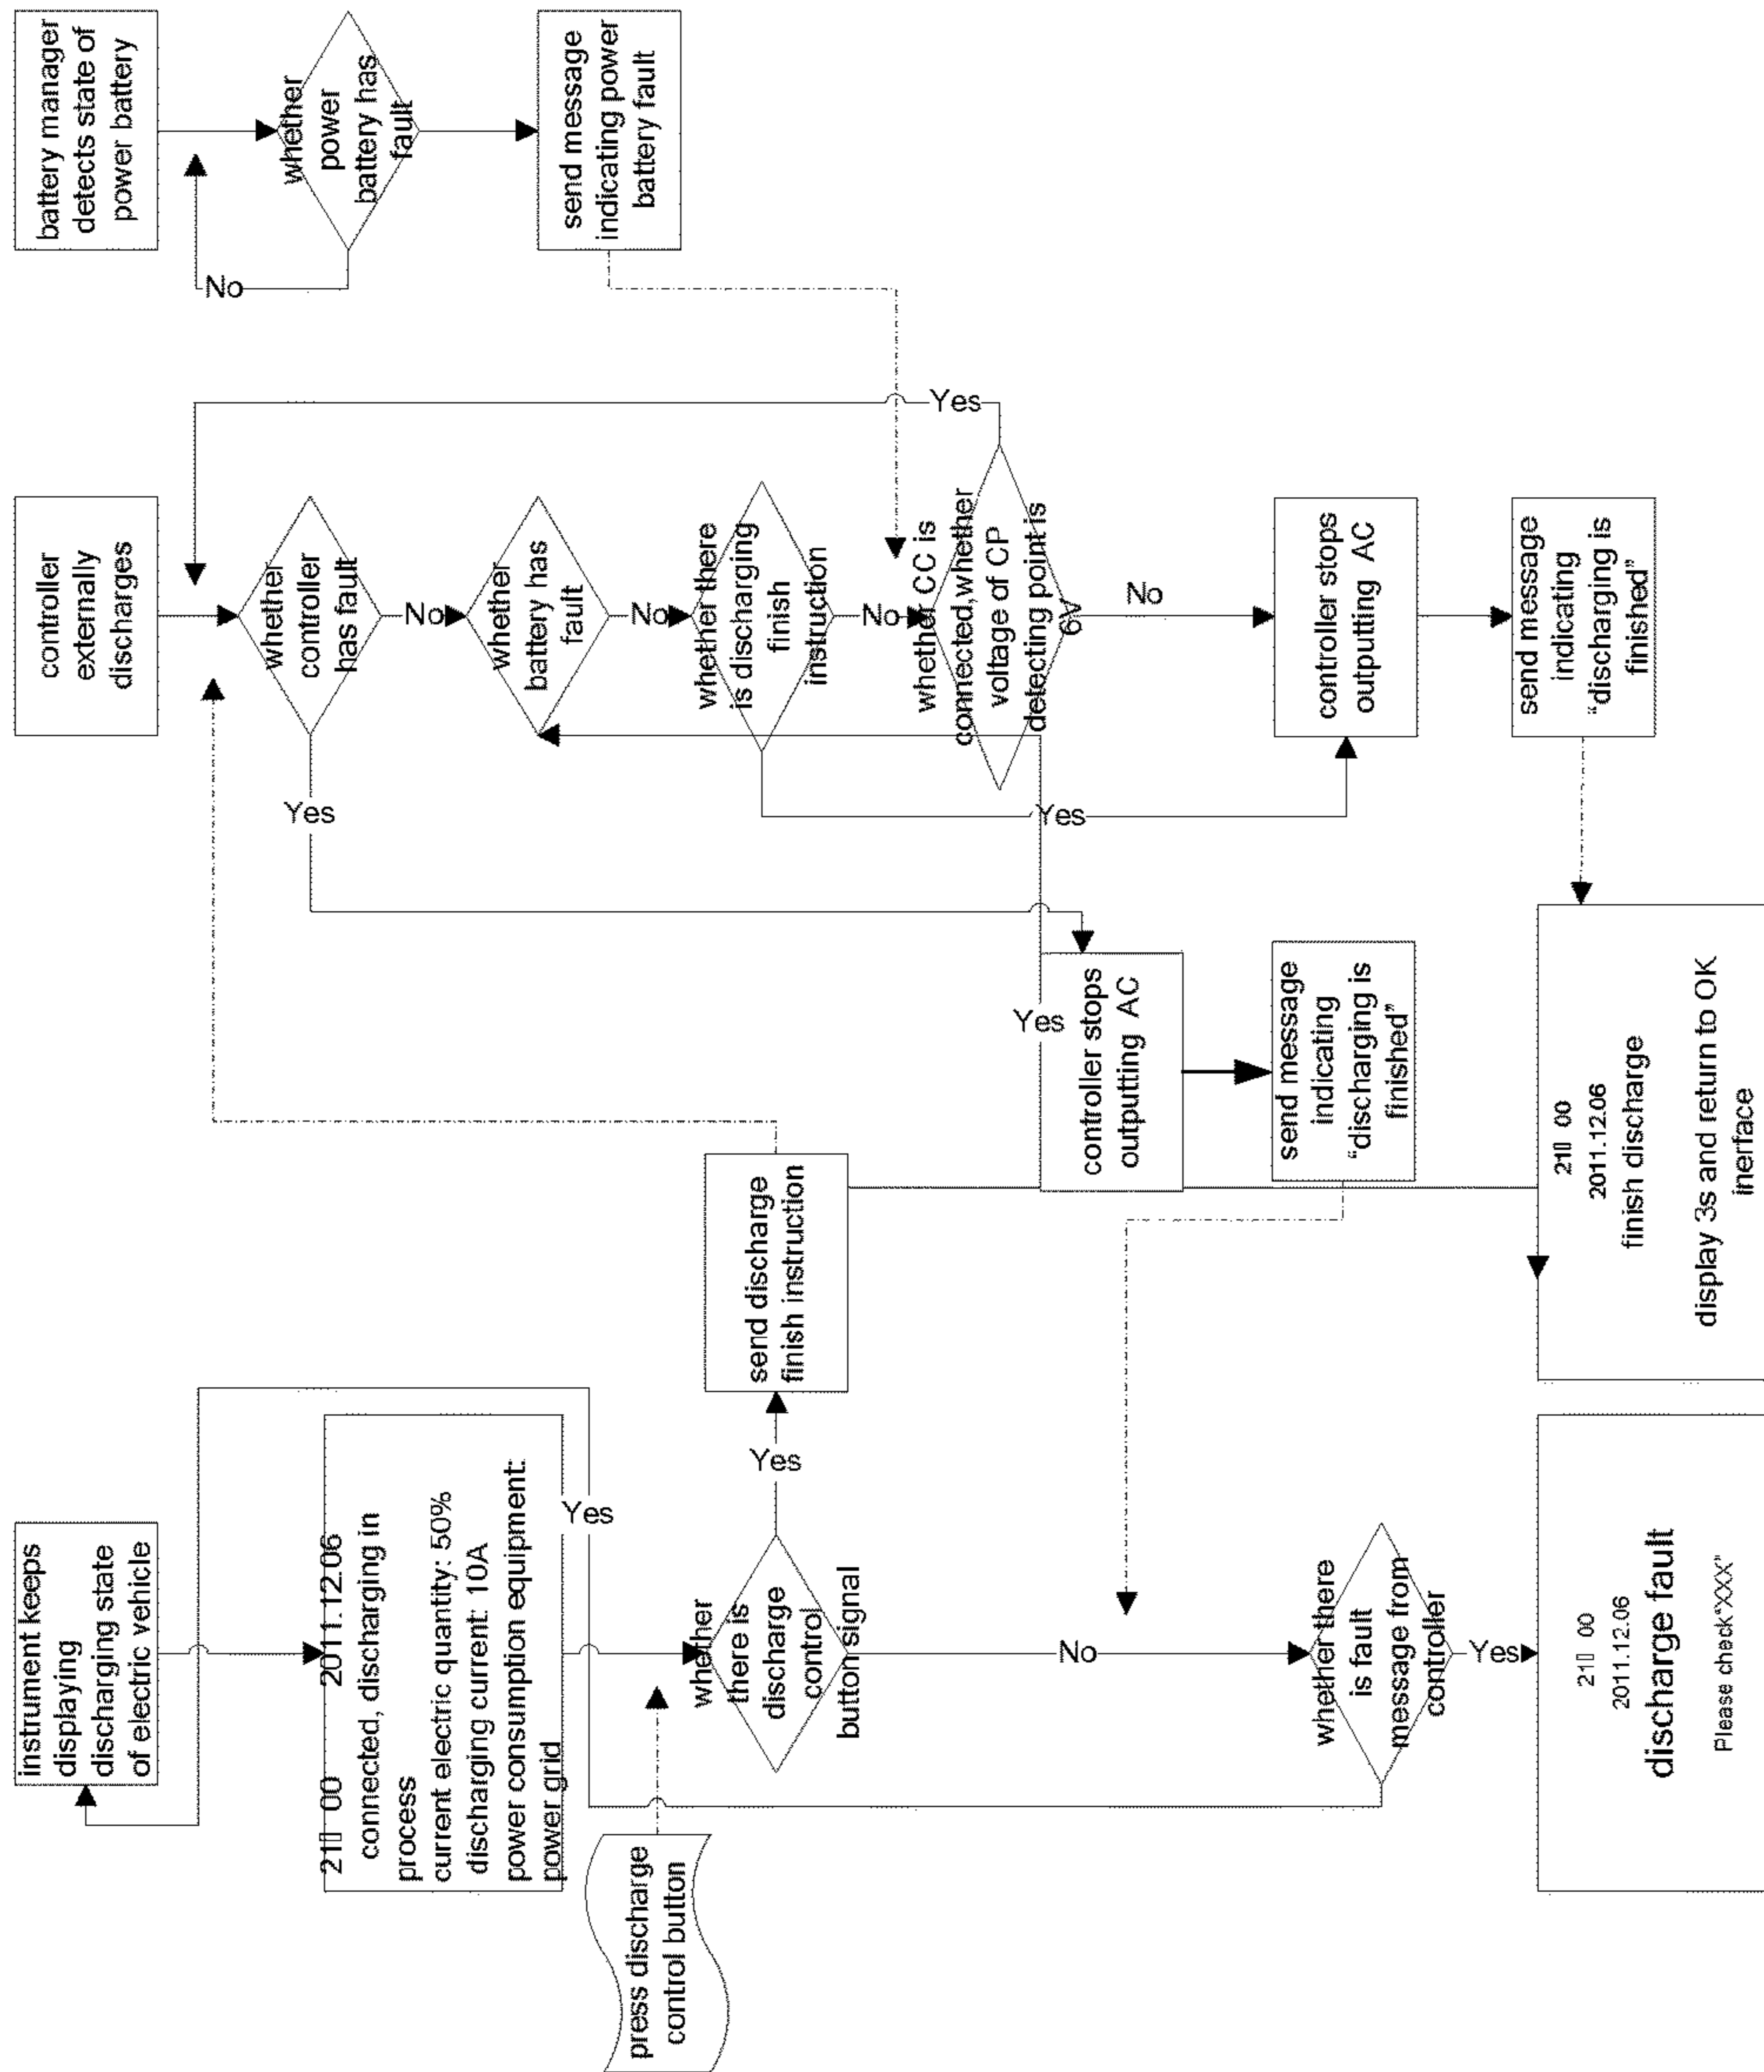 instrument keeps
displaying
discharging state
of electric vehicle
21▯ 00 2011.12.06
connected, discharging in
process
current electric quantity: 50%
discharging current: 10A
power consumption equipment:
power grid
Yes
press discharge
control button
whether
there is
discharge
control
button signal
Yes
send discharge
finish instruction
No
whether there
is fault
message from
controller
Yes
21▯ 00
2011.12.06
discharge fault
Please check“XXX”
controller
externally
discharges
whether
controller
has fault
Yes
No
whether
battery has
fault
No
whether there
is discharging
finish
instruction
Yes
No
whether CC is
connected,whether
voltage of CP
detecting point is
9V
Yes
No
Yes
controller stops
outputting AC
send message
indicating
“discharging is
finished”
controller stops
outputting AC
send message
indicating
“discharging is
finished”
21▯ 00
2011.12.06
finish discharge
display 3s and return to OK
inerface
battery manager
detects state of
power battery
whether
power
battery has
fault
No
send message
indicating power
battery fault